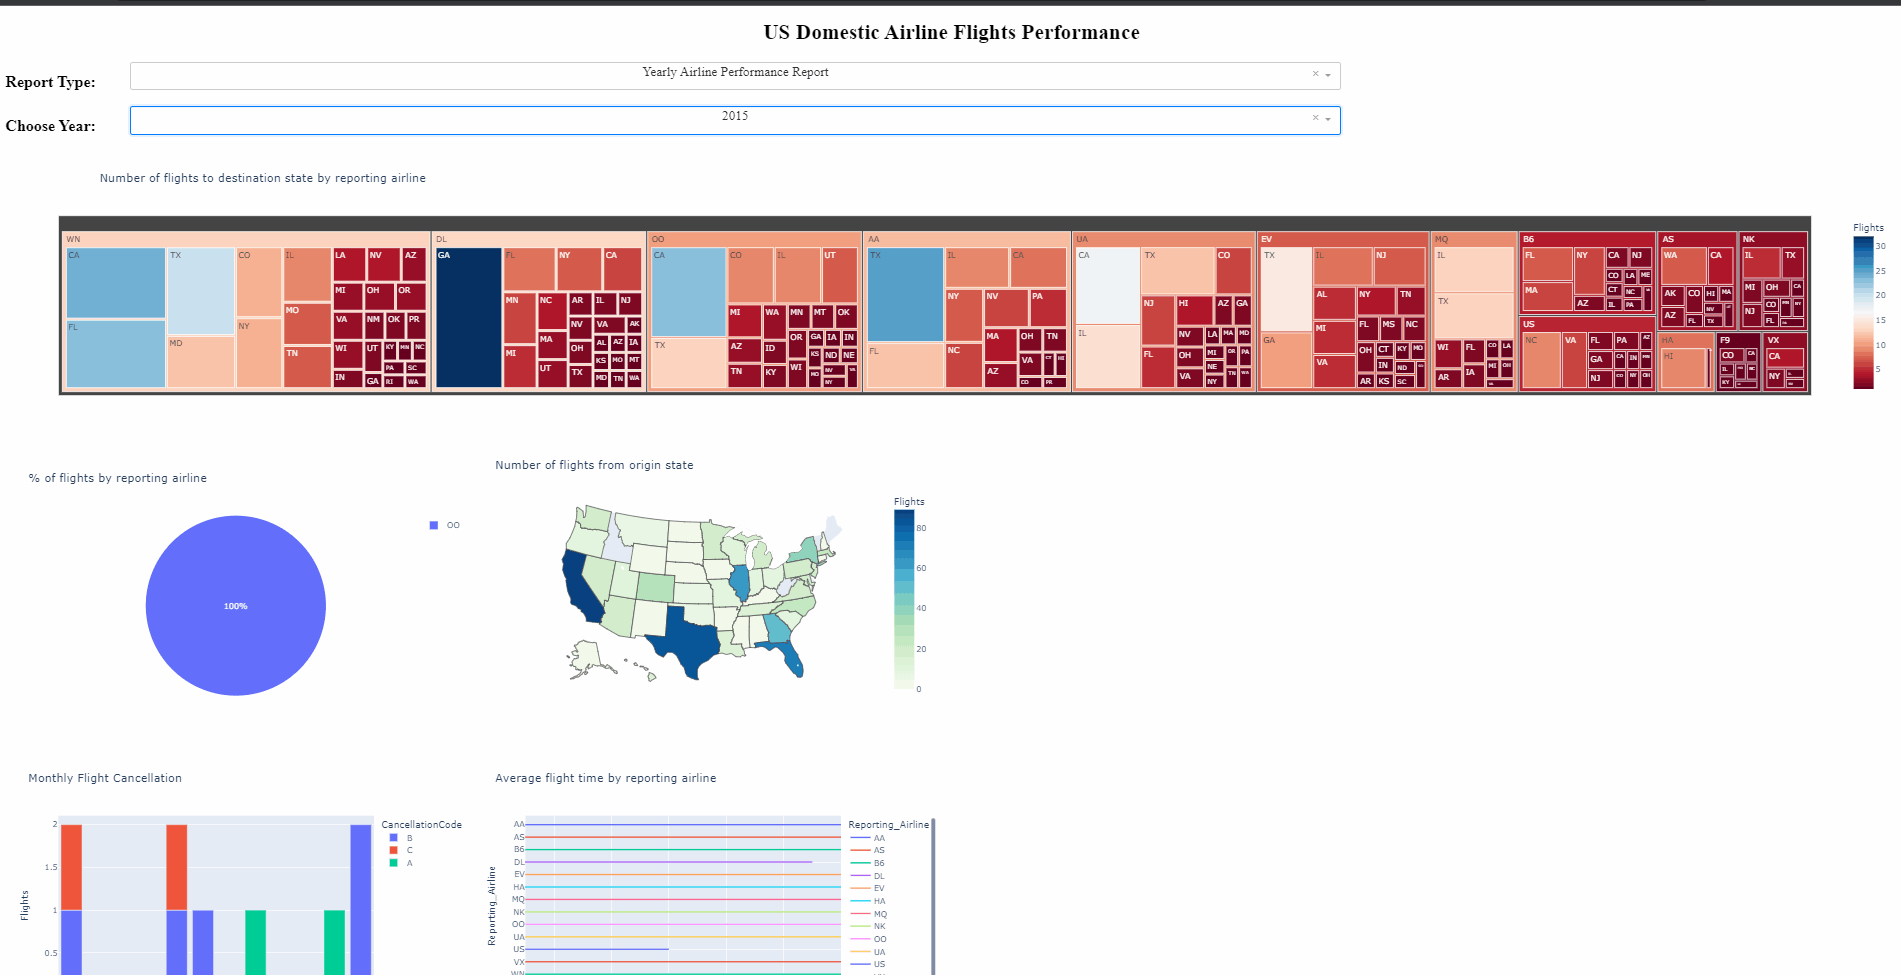 US Domestic Airline Flights Performance
Report Type:
Yearly Airline Performance Report
Choose Year:
2015
Number of flights to destination state by reporting airline
WN
CA
FL
TX
MD
CO
NY
IL
MO
TN
LA NV AZ
MI OH OR
VA NM OK PR
WI UT KY MN NC
PA SC
IN GA RI WA
DL
GA
FL NY CA
MN NC AR IL NJ
NV VA AK
MA OH AL AZ IA
MI KS MO MT
UT TX MD TN WA
OO
CA
TX
CO IL UT
MI WA MN MT OK
OR GA IA IN
AZ ID KS ND NE
TN KY WI MO NV
NY
AA
TX
FL
IL CA
NY NV PA
MA OH TN
NC VA CT HI
AZ CO PR
UA
CA
IL
TX CO
NJ HI AZ GA
NV LA MA MD
FL OH MI OR PA
NE TN WA
VA NY
EV
TX
GA
IL NJ
AL NY TN
MI FL MS NC
OH CT KY MO
VA IN ND
AR KS SC
MQ
IL
TX
WI FL CO LA
AR IA MI OH
B6
FL NY CA NJ
CO LA ME
MA CT NC
AZ IL PA
US
NC VA FL PA AZ
GA CA IN MN
NJ CO NY OH
AS
WA CA
AK CO HI MA
AZ FL NV
TX
HA
HI
NK
IL TX
MI OH CA
NJ CO MN NY
FL
F9
CO CA
IL
KY
VX
CA
NY
Flights
30
25
20
15
10
5
% of flights by reporting airline
OO
100%
Number of flights from origin state
Flights
80
60
40
20
0
Monthly Flight Cancellation
2
1.5
1
0.5
Flights
CancellationCode
B
C
A
Average flight time by reporting airline
Reporting_Airline
AA
AS
B6
DL
EV
HA
MQ
NK
OO
UA
US
VX
WN
Reporting_Airline
AA
AS
B6
DL
EV
HA
MQ
NK
OO
UA
US